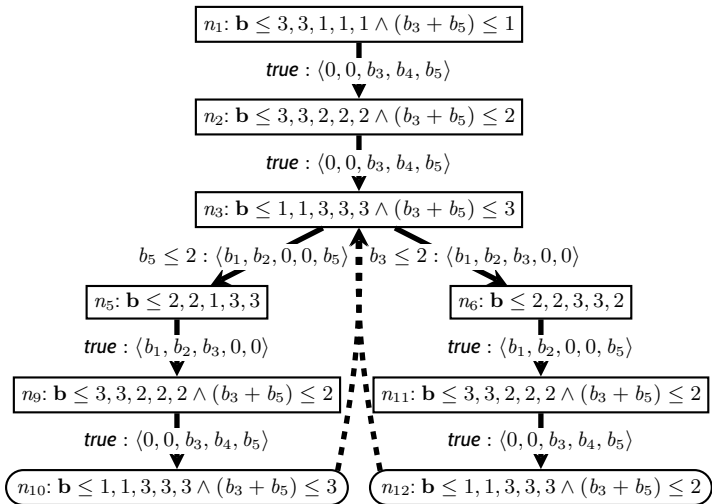 n₁: b ≤ 3, 3, 1, 1, 1 ∧ (b₃ + b₅) ≤ 1
true : ⟨0, 0, b₃, b₄, b₅⟩
n₂: b ≤ 3, 3, 2, 2, 2 ∧ (b₃ + b₅) ≤ 2
true : ⟨0, 0, b₃, b₄, b₅⟩
n₃: b ≤ 1, 1, 3, 3, 3 ∧ (b₃ + b₅) ≤ 3
b₅ ≤ 2 : ⟨b₁, b₂, 0, 0, b₅⟩ b₃ ≤ 2 : ⟨b₁, b₂, b₃, 0, 0⟩
n₅: b ≤ 2, 2, 1, 3, 3 n₆: b ≤ 2, 2, 3, 3, 2
true : ⟨b₁, b₂, b₃, 0, 0⟩ true : ⟨b₁, b₂, 0, 0, b₅⟩
n₉: b ≤ 3, 3, 2, 2, 2 ∧ (b₃ + b₅) ≤ 2 n₁₁: b ≤ 3, 3, 2, 2, 2 ∧ (b₃ + b₅) ≤ 2
true : ⟨0, 0, b₃, b₄, b₅⟩ true : ⟨0, 0, b₃, b₄, b₅⟩
n₁₀: b ≤ 1, 1, 3, 3, 3 ∧ (b₃ + b₅) ≤ 3 n₁₂: b ≤ 1, 1, 3, 3, 3 ∧ (b₃ + b₅) ≤ 2